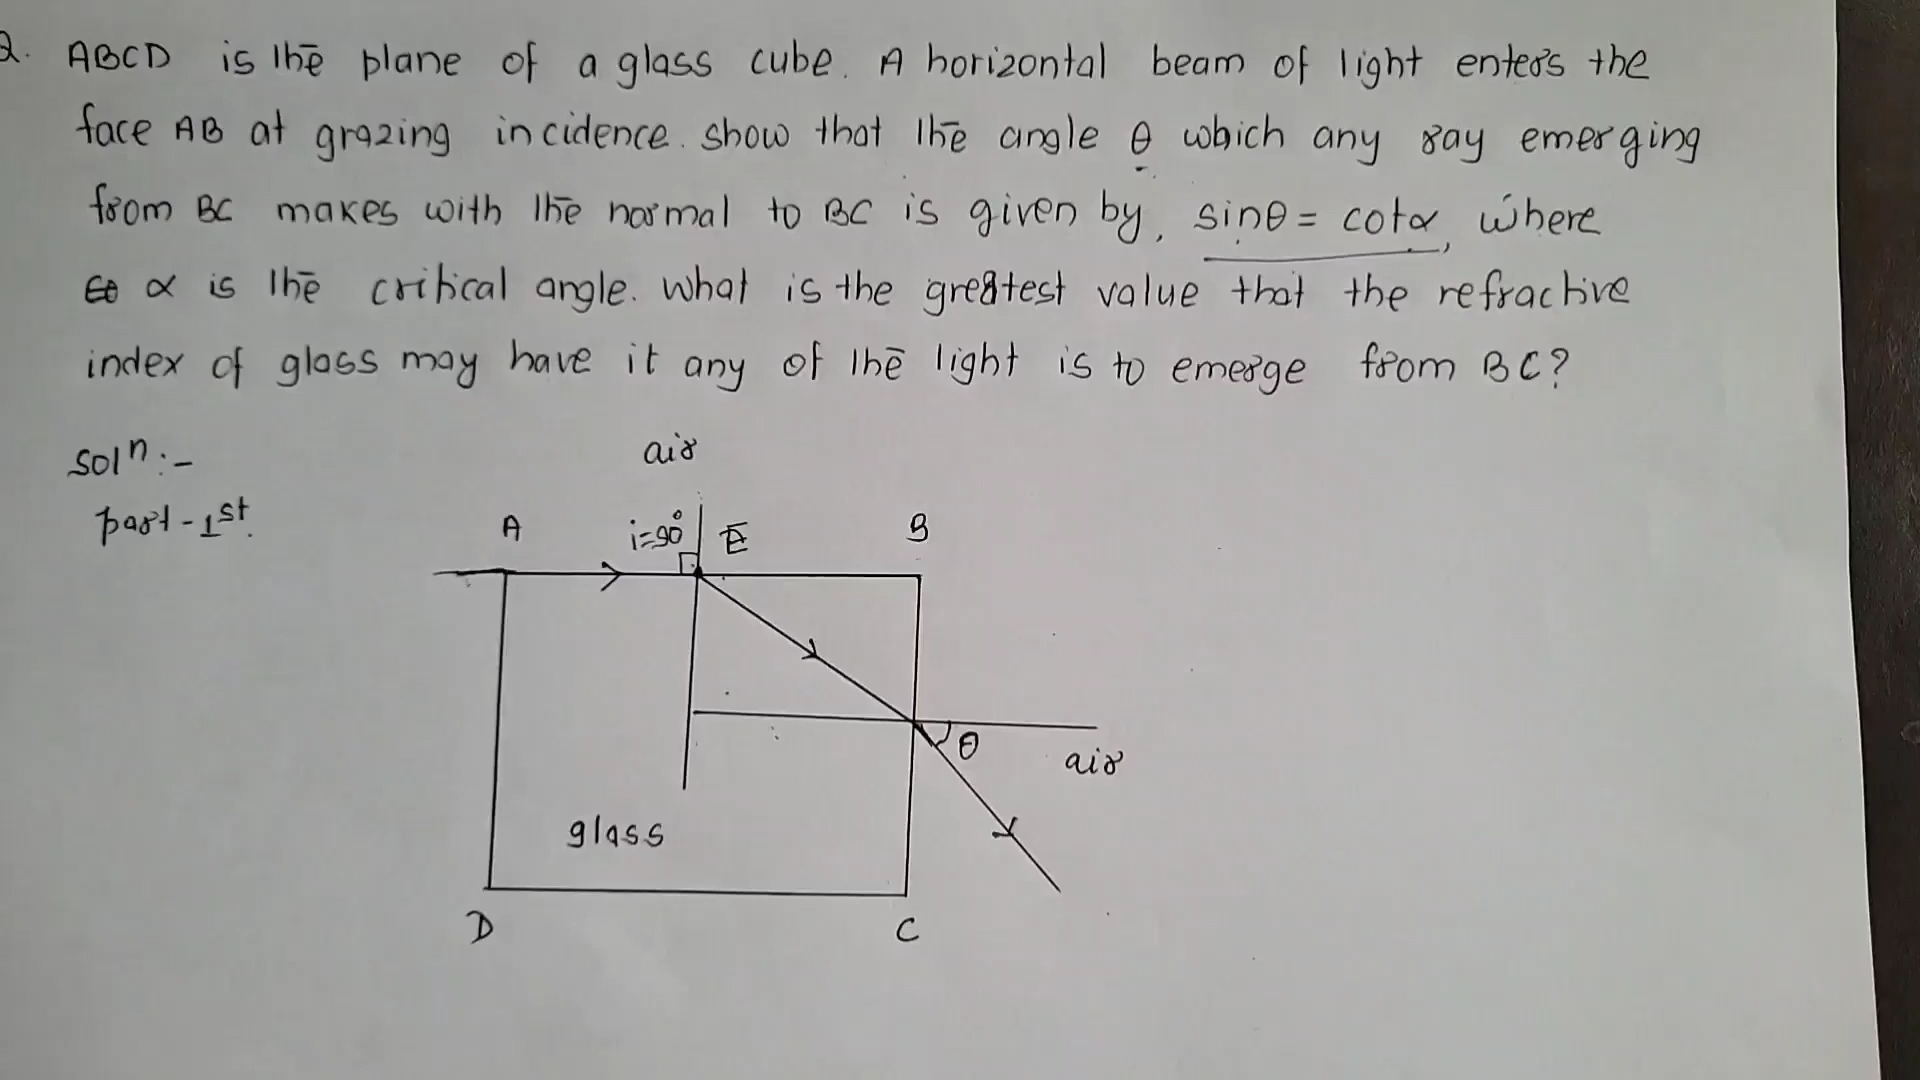 2. ABCD is the plane of a glass cube. A horizontal beam of light enters the
face AB at grazing incidence. show that the angle θ which any ray emerging
from BC makes with the normal to BC is given by, sinθ = cotα, where
α is the critical angle. what is the greatest value that the refractive
index of glass may have it any of the light is to emerge from BC?
solⁿ :-
part - 1st.
air
A i=90° E B
θ
air
glass
D C